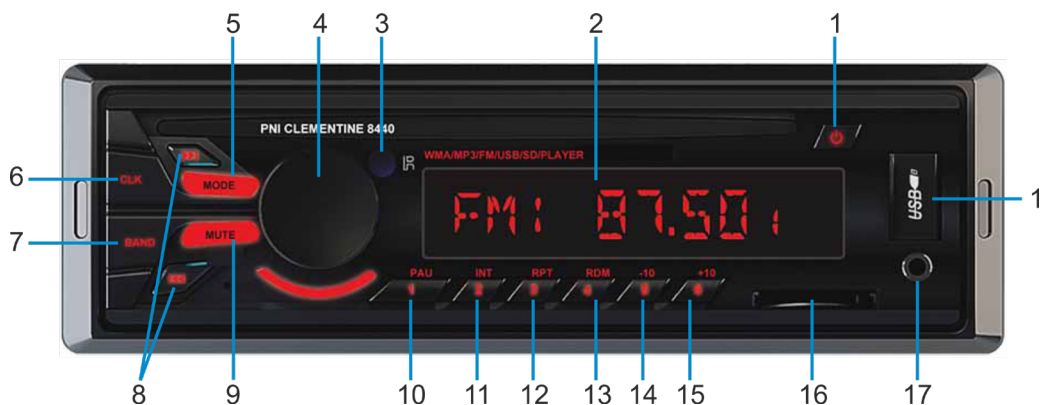 5 4 3 2 1
PNI CLEMENTINE 8440
WMA/MP3/FM/USB/SD/PLAYER
6 CLK MODE
FM: 87.50
USB
1
7 BAND MUTE
PAU INT RPT RDM -10 +10
1 2 3 4 5 6
8 9 10 11 12 13 14 15 16 17